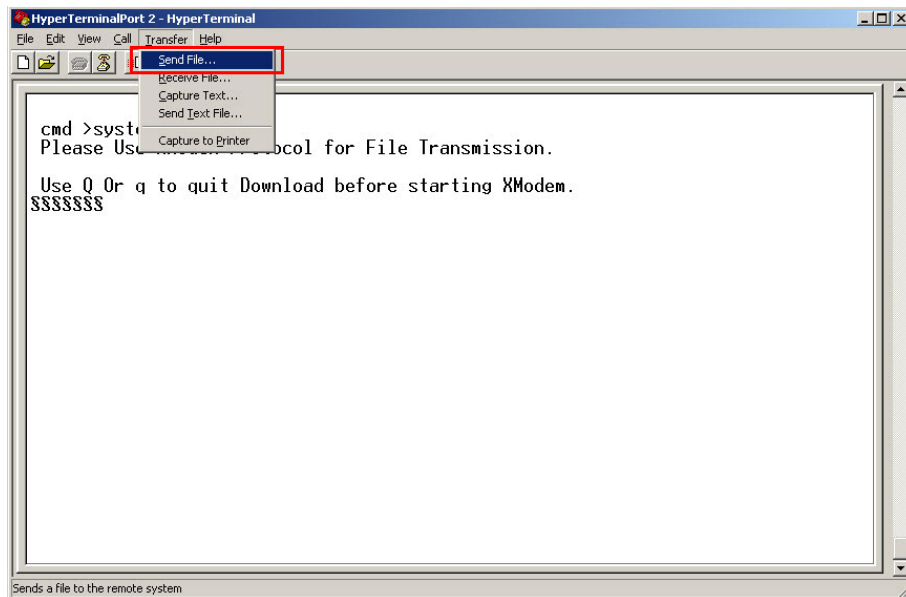 HyperTerminalPort 2 - HyperTerminal
File Edit View Call Transfer Help
Send File...
Receive File...
Capture Text...
Send Text File...
Capture to Printer
cmd >syst
Please Us ocol for File Transmission.
Use Q Or q to quit Download before starting XModem.
§§§§§§§
Sends a file to the remote system